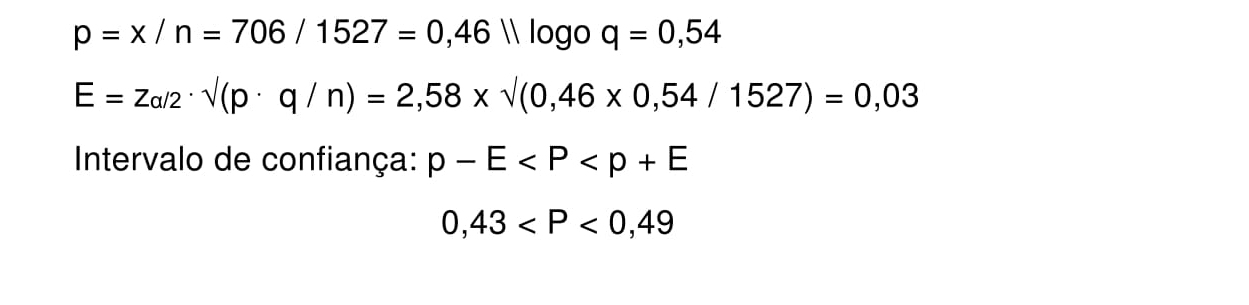 p = x / n = 706 / 1527 = 0,46 \\ logo q = 0,54
E = zα/2 · √(p · q / n) = 2,58 x √(0,46 x 0,54 / 1527) = 0,03
Intervalo de confiança: p – E < P < p + E
0,43 < P < 0,49